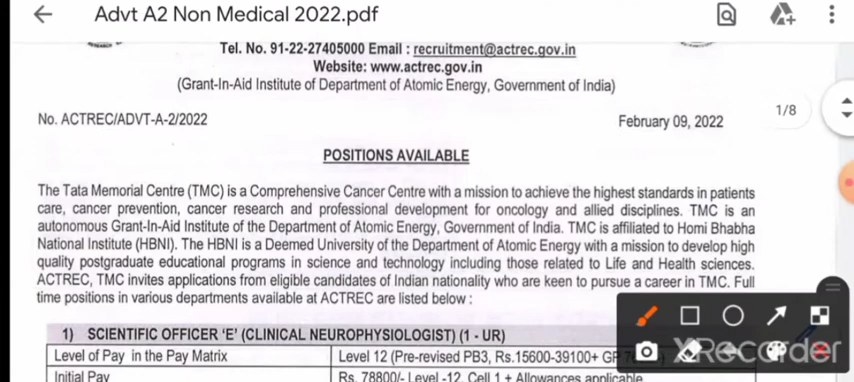 Advt A2 Non Medical 2022.pdf
Tel. No. 91-22-27405000 Email : recruitment@actrec.gov.in
Website: www.actrec.gov.in
(Grant-In-Aid Institute of Department of Atomic Energy, Government of India)
No. ACTREC/ADVT-A-2/2022
February 09, 2022
1/8
POSITIONS AVAILABLE
The Tata Memorial Centre (TMC) is a Comprehensive Cancer Centre with a mission to achieve the highest standards in patients
care, cancer prevention, cancer research and professional development for oncology and allied disciplines. TMC is an
autonomous Grant-In-Aid Institute of the Department of Atomic Energy, Government of India. TMC is affiliated to Homi Bhabha
National Institute (HBNI). The HBNI is a Deemed University of the Department of Atomic Energy with a mission to develop high
quality postgraduate educational programs in science and technology including those related to Life and Health sciences.
ACTREC, TMC invites applications from eligible candidates of Indian nationality who are keen to pursue a career in TMC. Full
time positions in various departments available at ACTREC are listed below :
1) SCIENTIFIC OFFICER 'E' (CLINICAL NEUROPHYSIOLOGIST) (1 - UR)
Level of Pay in the Pay Matrix
Level 12 (Pre-revised PB3, Rs.15600-39100+ GP
Initial Pay
Rs. 78800/- Level -12, Cell 1 + Allowances applicable
XRecorder